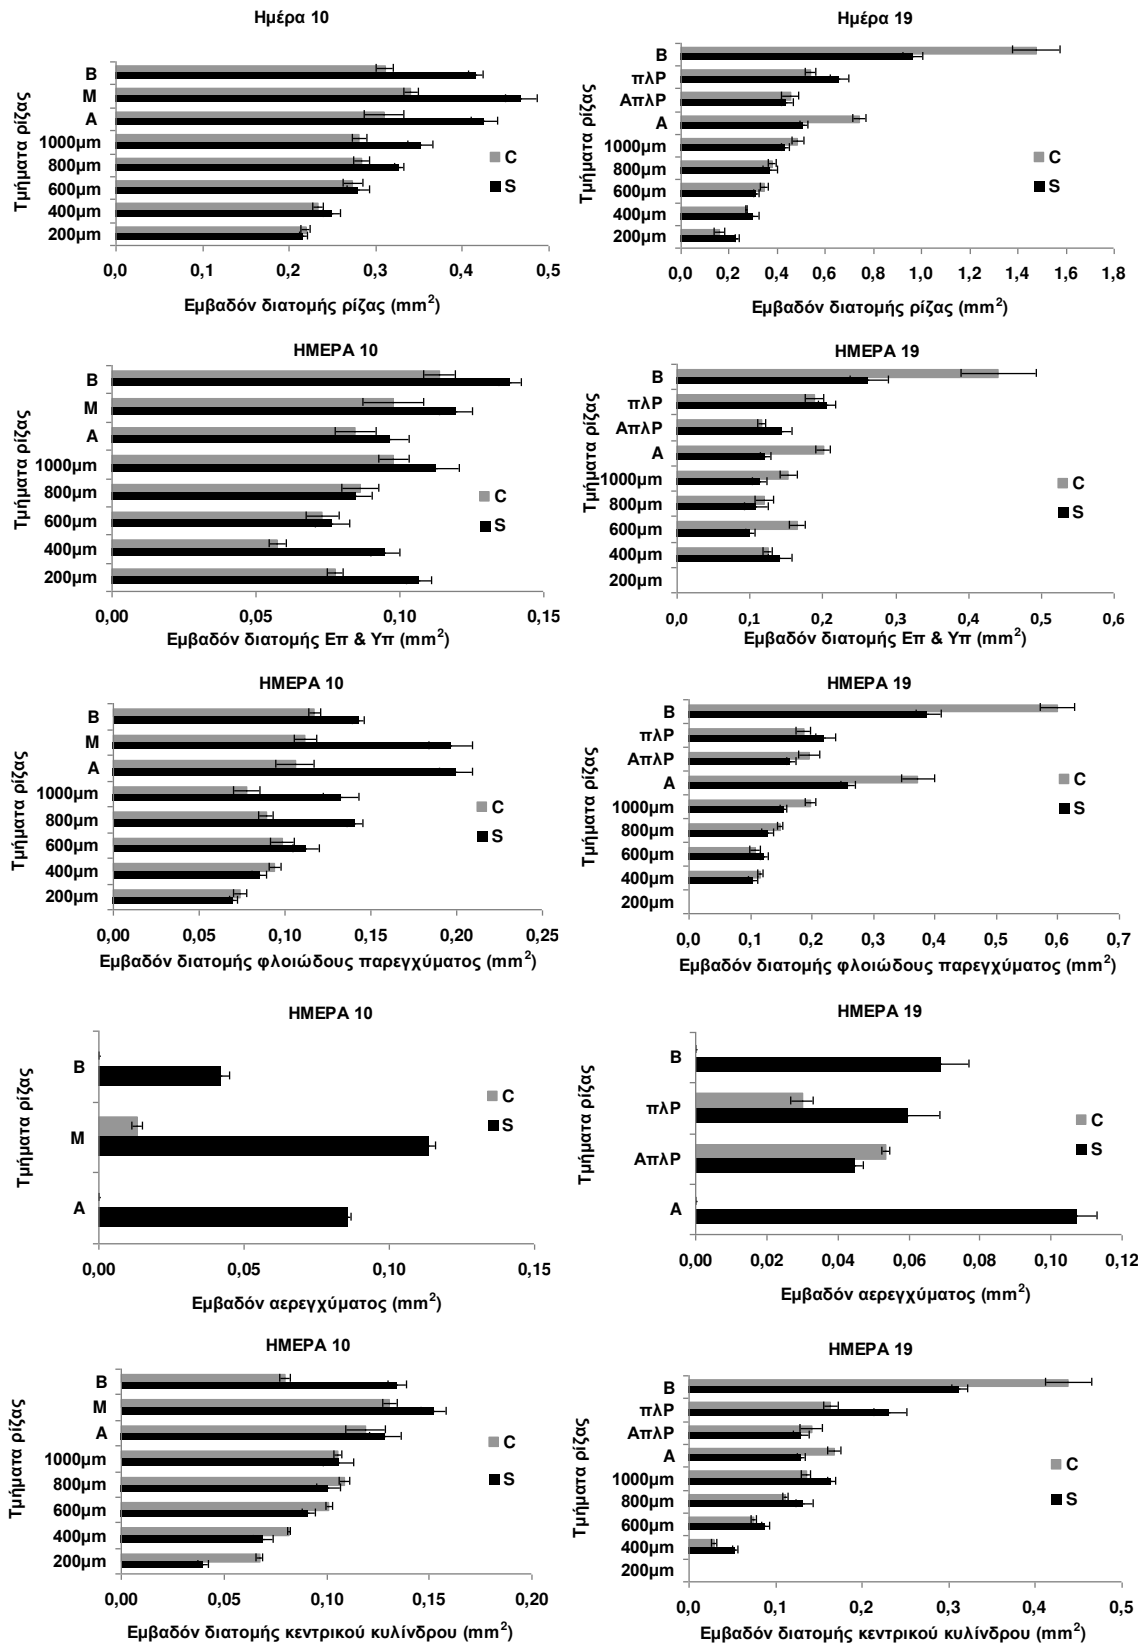 Ημέρα 10
Τμήματα ρίζας
B
M
A
1000μm
800μm
600μm
400μm
200μm
C
S
0,0 0,1 0,2 0,3 0,4 0,5
Εμβαδόν διατομής ρίζας (mm²)
Ημέρα 19
Τμήματα ρίζας
B
πλΡ
ΑπλΡ
A
1000μm
800μm
600μm
400μm
200μm
C
S
0,0 0,2 0,4 0,6 0,8 1,0 1,2 1,4 1,6 1,8
Εμβαδόν διατομής ρίζας (mm²)
ΗΜΕΡΑ 10
Τμήματα ρίζας
B
M
A
1000μm
800μm
600μm
400μm
200μm
C
S
0,00 0,05 0,10 0,15
Εμβαδόν διατομής Επ & Υπ (mm²)
ΗΜΕΡΑ 19
Τμήματα ρίζας
B
πλΡ
ΑπλΡ
A
1000μm
800μm
600μm
400μm
200μm
C
S
0,0 0,1 0,2 0,3 0,4 0,5 0,6
Εμβαδόν διατομής Επ & Υπ (mm²)
ΗΜΕΡΑ 10
Τμήματα ρίζας
B
M
A
1000μm
800μm
600μm
400μm
200μm
C
S
0,00 0,05 0,10 0,15 0,20 0,25
Εμβαδόν διατομής φλοιώδους παρεγχύματος (mm²)
ΗΜΕΡΑ 19
Τμήματα ρίζας
B
πλΡ
ΑπλΡ
A
1000μm
800μm
600μm
400μm
200μm
C
S
0,0 0,1 0,2 0,3 0,4 0,5 0,6 0,7
Εμβαδόν διατομής φλοιώδους παρεγχύματος (mm²)
ΗΜΕΡΑ 10
Τμήματα ρίζας
B
M
A
C
S
0,00 0,05 0,10 0,15
Εμβαδόν αερεγχύματος (mm²)
ΗΜΕΡΑ 19
Τμήματα ρίζας
B
πλΡ
ΑπλΡ
A
C
S
0,00 0,02 0,04 0,06 0,08 0,10 0,12
Εμβαδόν αερεγχύματος (mm²)
ΗΜΕΡΑ 10
Τμήματα ρίζας
B
M
A
1000μm
800μm
600μm
400μm
200μm
C
S
0,00 0,05 0,10 0,15 0,20
Εμβαδόν διατομής κεντρικού κυλίνδρου (mm²)
ΗΜΕΡΑ 19
Τμήματα ρίζας
B
πλΡ
ΑπλΡ
A
1000μm
800μm
600μm
400μm
200μm
C
S
0,0 0,1 0,2 0,3 0,4 0,5
Εμβαδόν διατομής κεντρικού κυλίνδρου (mm²)